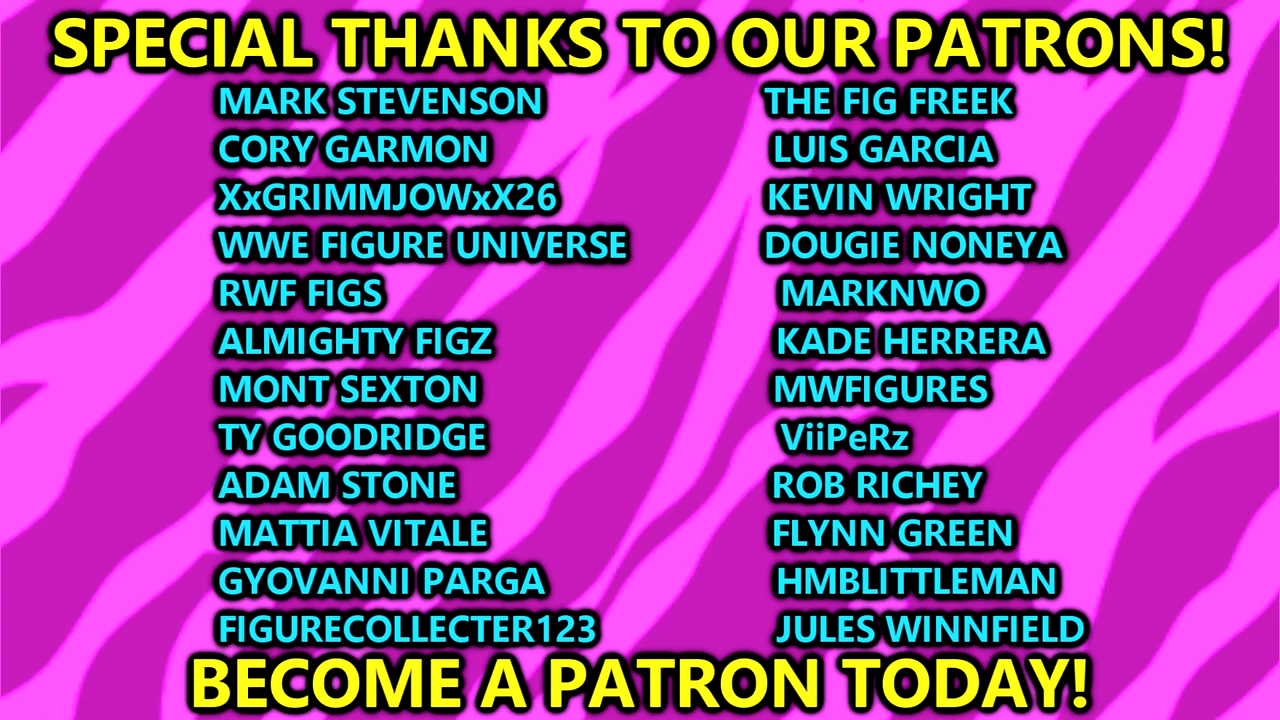 SPECIAL THANKS TO OUR PATRONS!
MARK STEVENSON
CORY GARMON
XxGRIMMJOWxX26
WWE FIGURE UNIVERSE
RWF FIGS
ALMIGHTY FIGZ
MONT SEXTON
TY GOODRIDGE
ADAM STONE
MATTIA VITALE
GYOVANNI PARGA
FIGURECOLLECTER123
THE FIG FREEK
LUIS GARCIA
KEVIN WRIGHT
DOUGIE NONEYA
MARKNWO
KADE HERRERA
MWFIGURES
ViiPeRz
ROB RICHEY
FLYNN GREEN
HMBLITTLEMAN
JULES WINNFIELD
BECOME A PATRON TODAY!